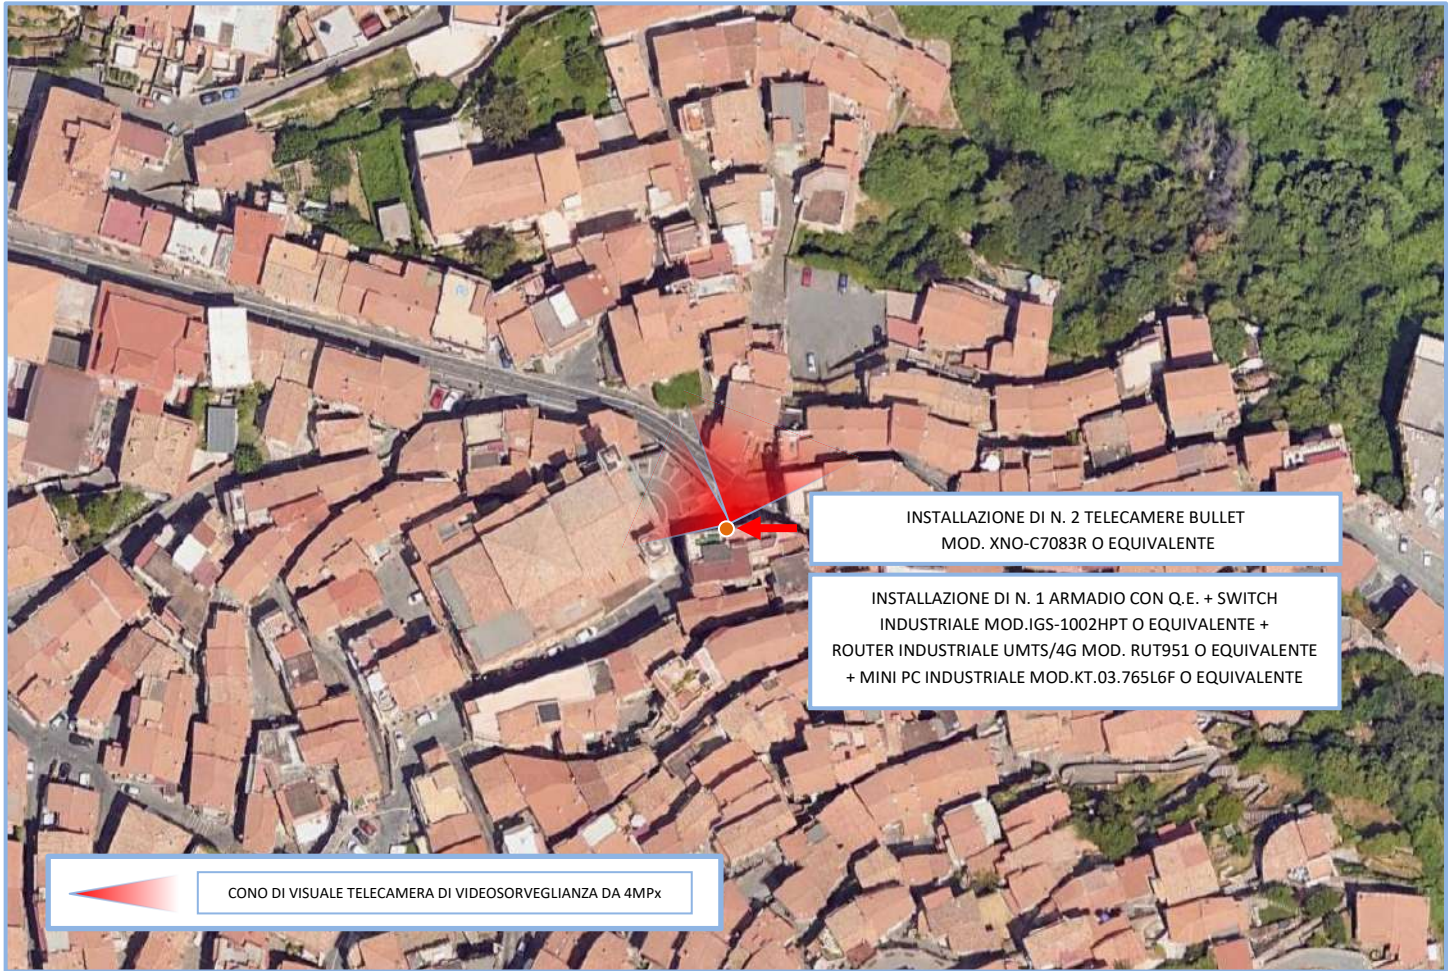 INSTALLAZIONE DI N. 2 TELECAMERE BULLET
MOD. XNO-C7083R O EQUIVALENTE
INSTALLAZIONE DI N. 1 ARMADIO CON Q.E. + SWITCH
INDUSTRIALE MOD.IGS-1002HPT O EQUIVALENTE +
ROUTER INDUSTRIALE UMTS/4G MOD. RUT951 O EQUIVALENTE
+ MINI PC INDUSTRIALE MOD.KT.03.765L6F O EQUIVALENTE
CONO DI VISUALE TELECAMERA DI VIDEOSORVEGLIANZA DA 4MPx